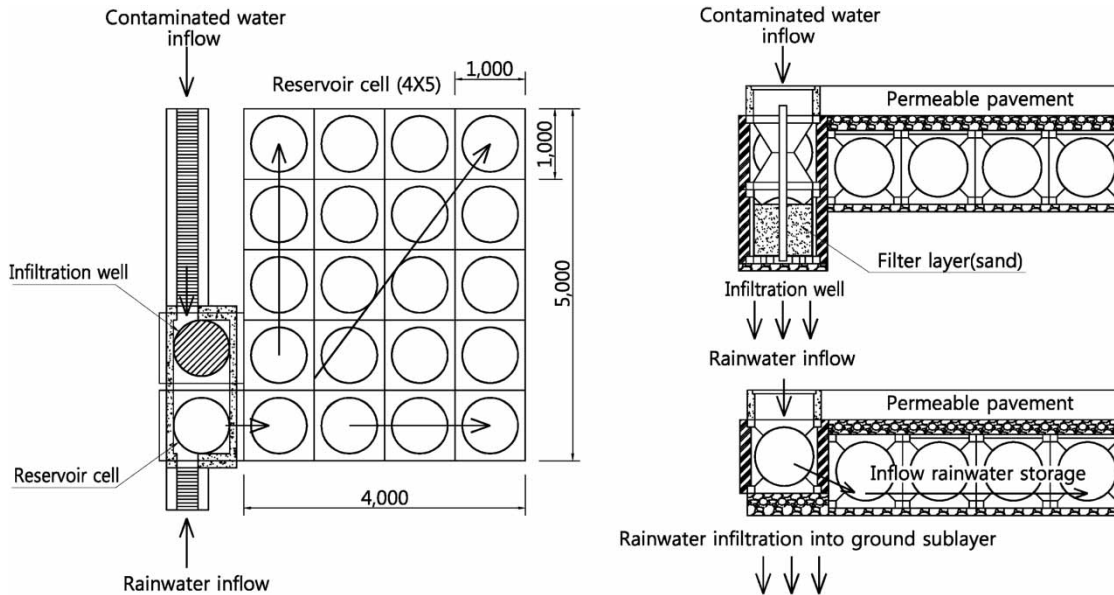 Contaminated water
inflow
Reservoir cell (4X5)
1,000
1,000
5,000
Infiltration well
Reservoir cell
4,000
Rainwater inflow
Contaminated water
inflow
Permeable pavement
Filter layer(sand)
Infiltration well
Rainwater inflow
Permeable pavement
Inflow rainwater storage
Rainwater infiltration into ground sublayer